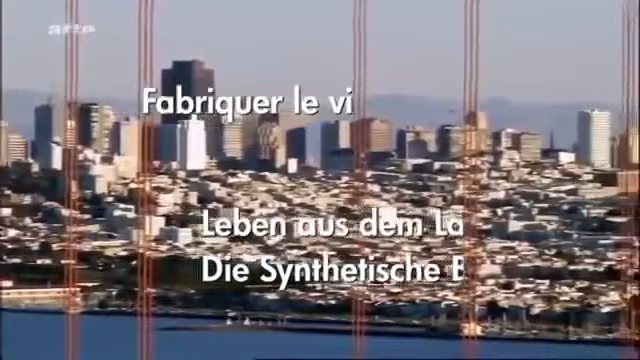 arte
Fabriquer le vi
Leben aus dem La
Die Synthetische B